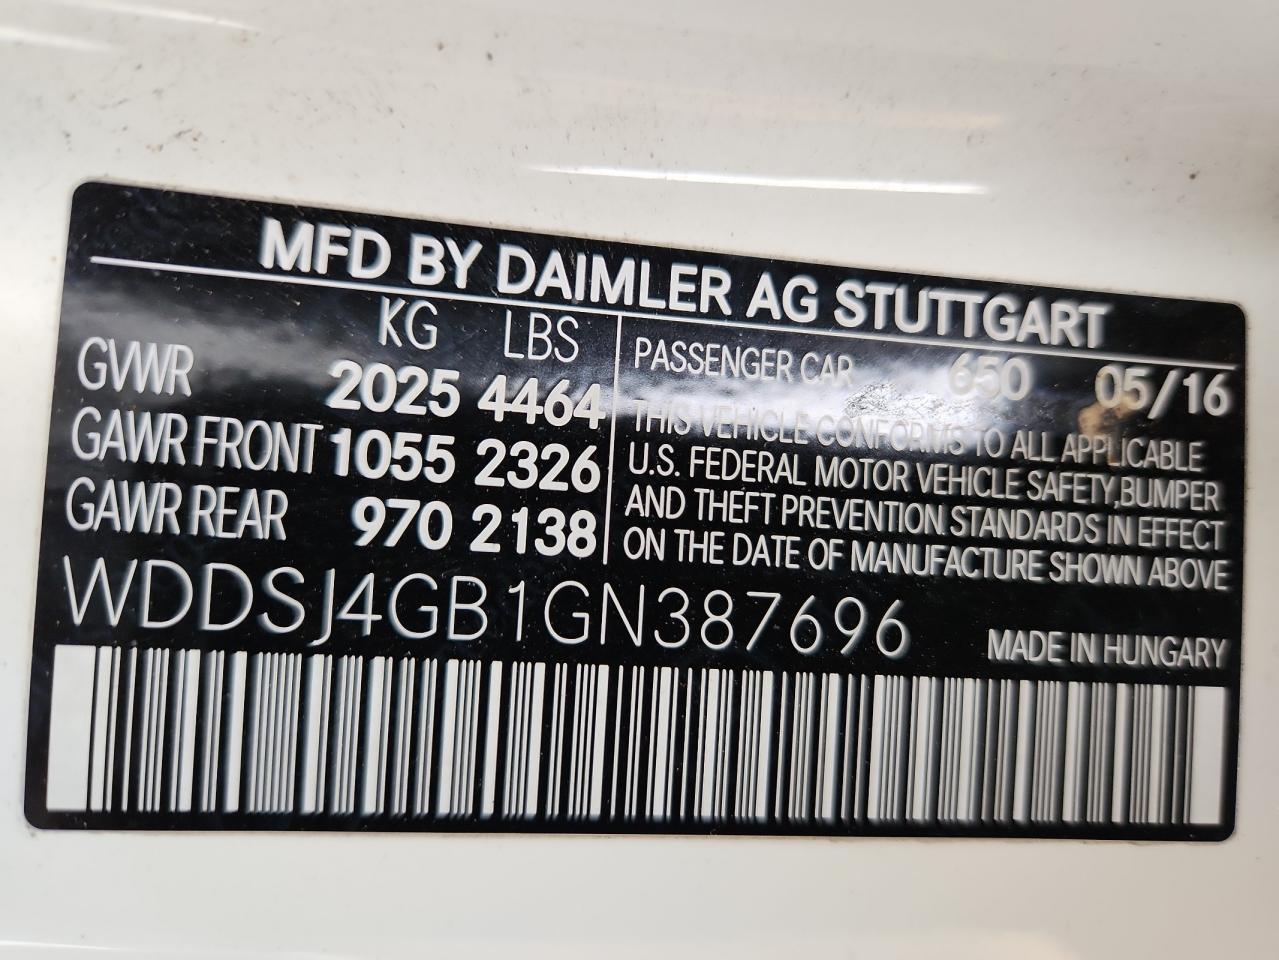 MFD BY DAIMLER AG STUTTGART
KG LBS
GVWR 2025 4464
GAWR FRONT 1055 2326
GAWR REAR 970 2138
PASSENGER CAR 650 05/16
THIS VEHICLE CONFORMS TO ALL APPLICABLE
U.S. FEDERAL MOTOR VEHICLE SAFETY, BUMPER
AND THEFT PREVENTION STANDARDS IN EFFECT
ON THE DATE OF MANUFACTURE SHOWN ABOVE
WDDSJ4GB1GN387696
MADE IN HUNGARY